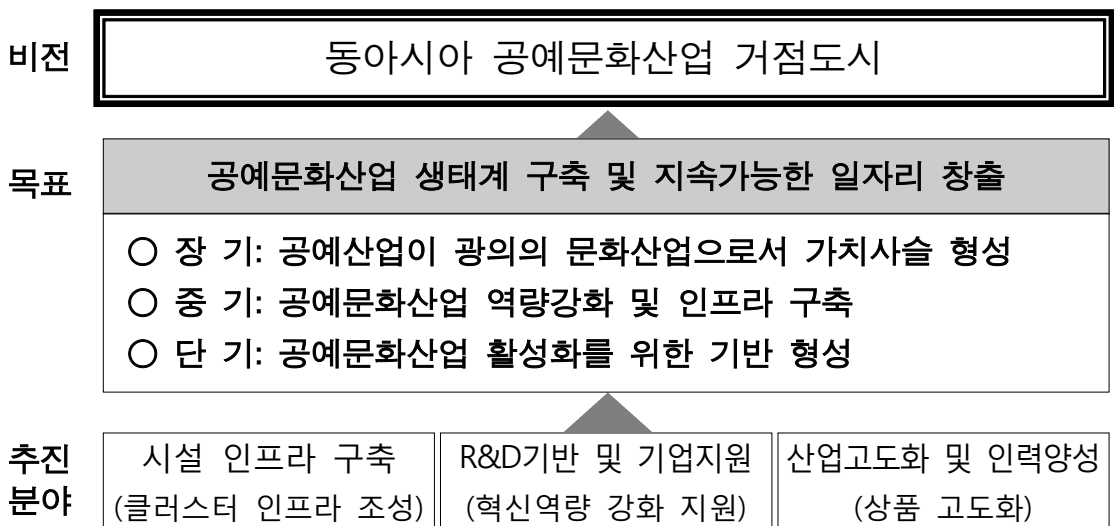 비전
동아시아 공예문화산업 거점도시
목표
공예문화산업 생태계 구축 및 지속가능한 일자리 창출
○ 장 기: 공예산업이 광의의 문화산업으로서 가치사슬 형성
○ 중 기: 공예문화산업 역량강화 및 인프라 구축
○ 단 기: 공예문화산업 활성화를 위한 기반 형성
추진
분야
시설 인프라 구축
(클러스터 인프라 조성)
R&D기반 및 기업지원
(혁신역량 강화 지원)
산업고도화 및 인력양성
(상품 고도화)